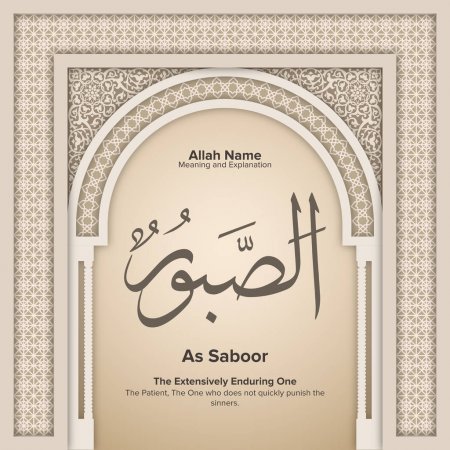 Allah Name
Meaning and Explanation
الصَّبُورُ
As Saboor
The Extensively Enduring One
The Patient, The One who does not quickly punish the
sinners.